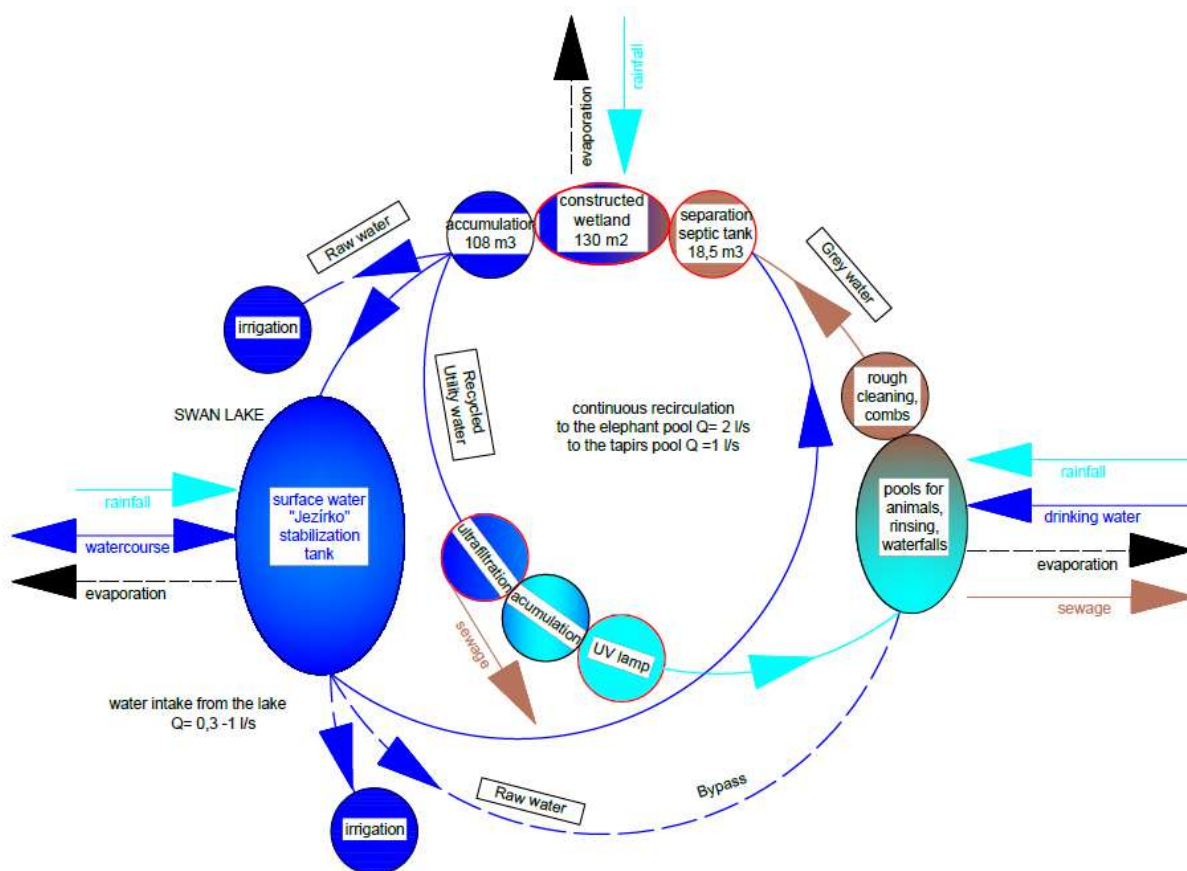 evaporation
rainfall
Raw water
accumulation
108 m3
constructed
wetland
130 m2
separation
septic tank
18,5 m3
Grey water
irrigation
rough
cleaning,
combs
SWAN LAKE
Recycled
Utility water
continuous recirculation
to the elephant pool Q= 2 l/s
to the tapirs pool Q =1 l/s
rainfall
watercourse
evaporation
surface water
"Jezírko"
stabilization
tank
pools for
animals,
rinsing,
waterfalls
rainfall
drinking water
evaporation
sewage
ultrafiltration
acumulation
UV lamp
sewage
water intake from the lake
Q= 0,3 -1 l/s
irrigation
Raw water
Bypass